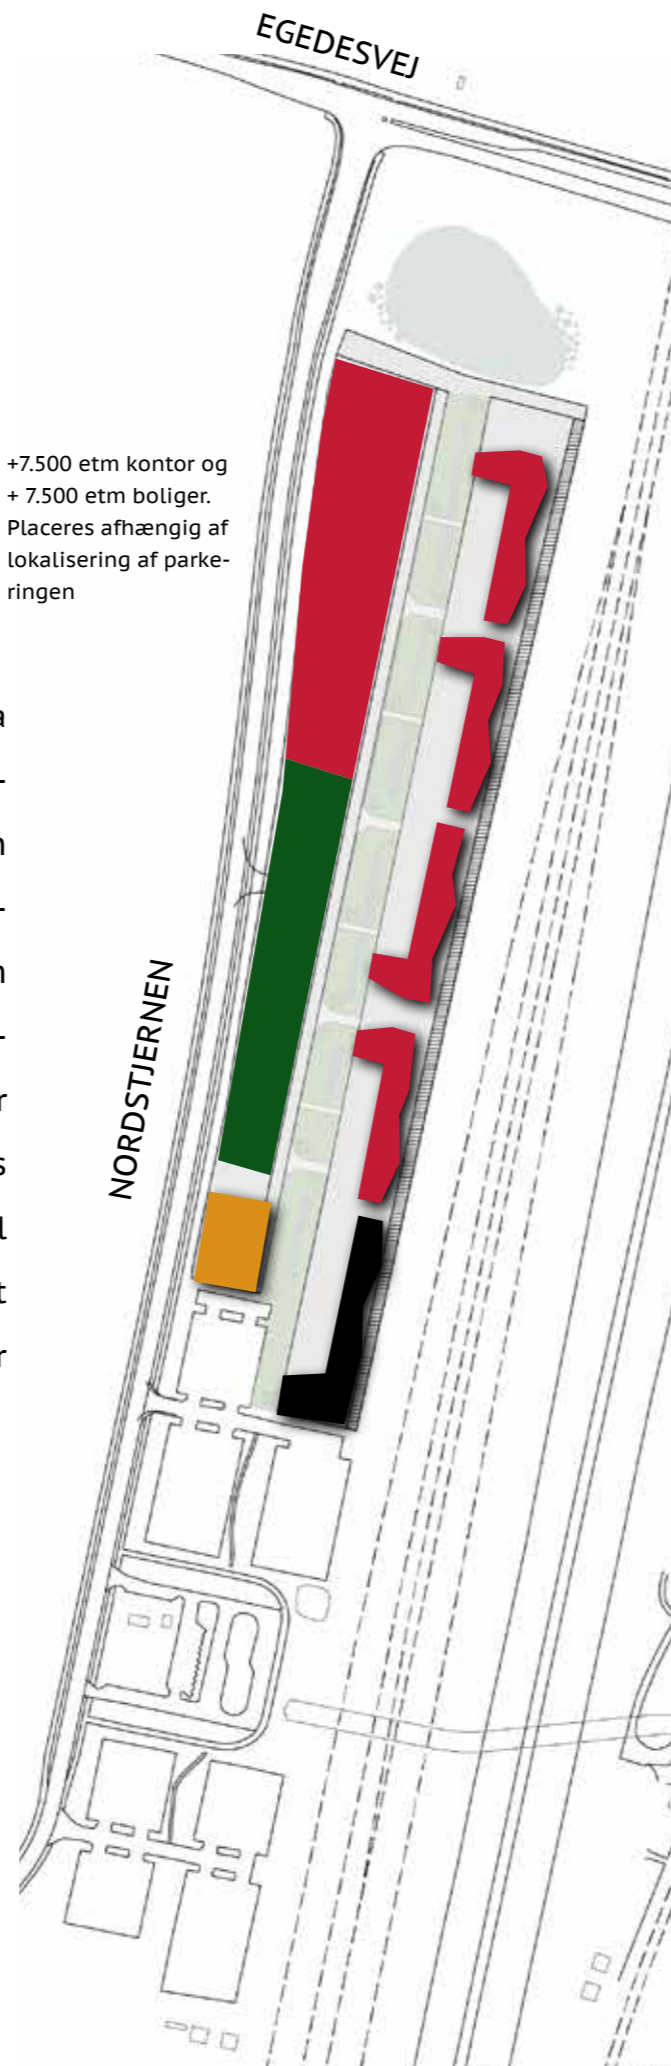 EGEDESVEJ
+7.500 etm kontor og
+ 7.500 etm boliger.
Placeres afhængig af
lokalisering af parke-
ringen
a
-
n
-
n
-
r
s
l
t
r
NORDSTJERNEN